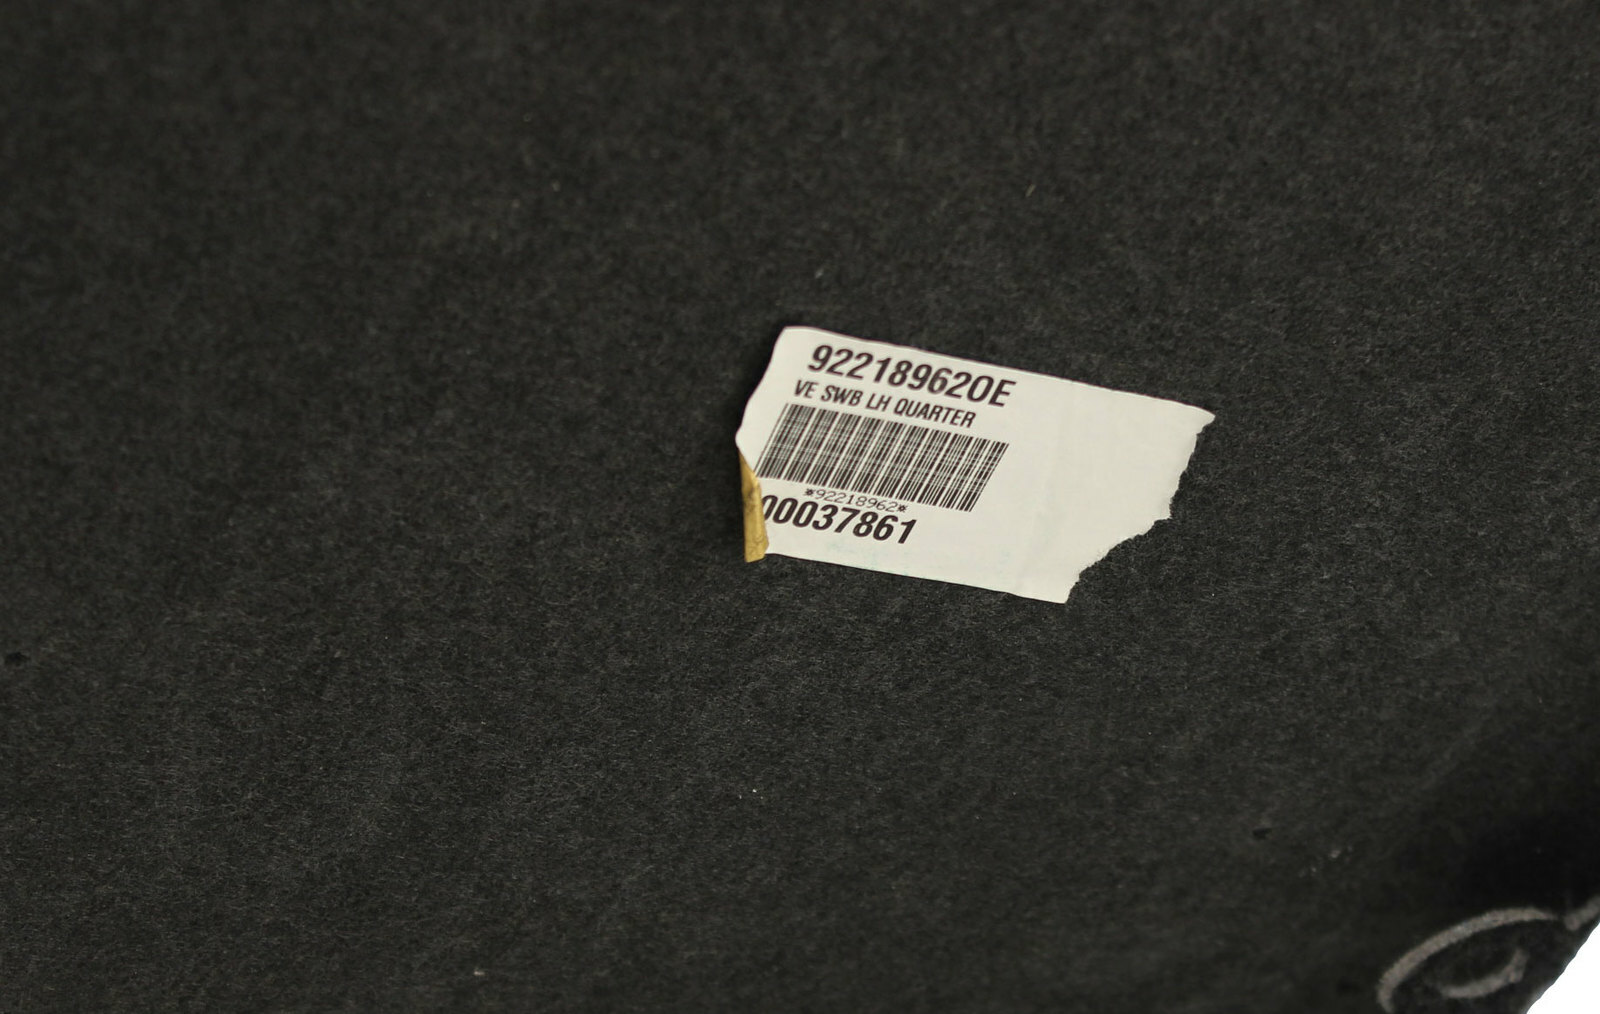 92218962OE
VE SWB LH QUARTER
*92218962*
00037861